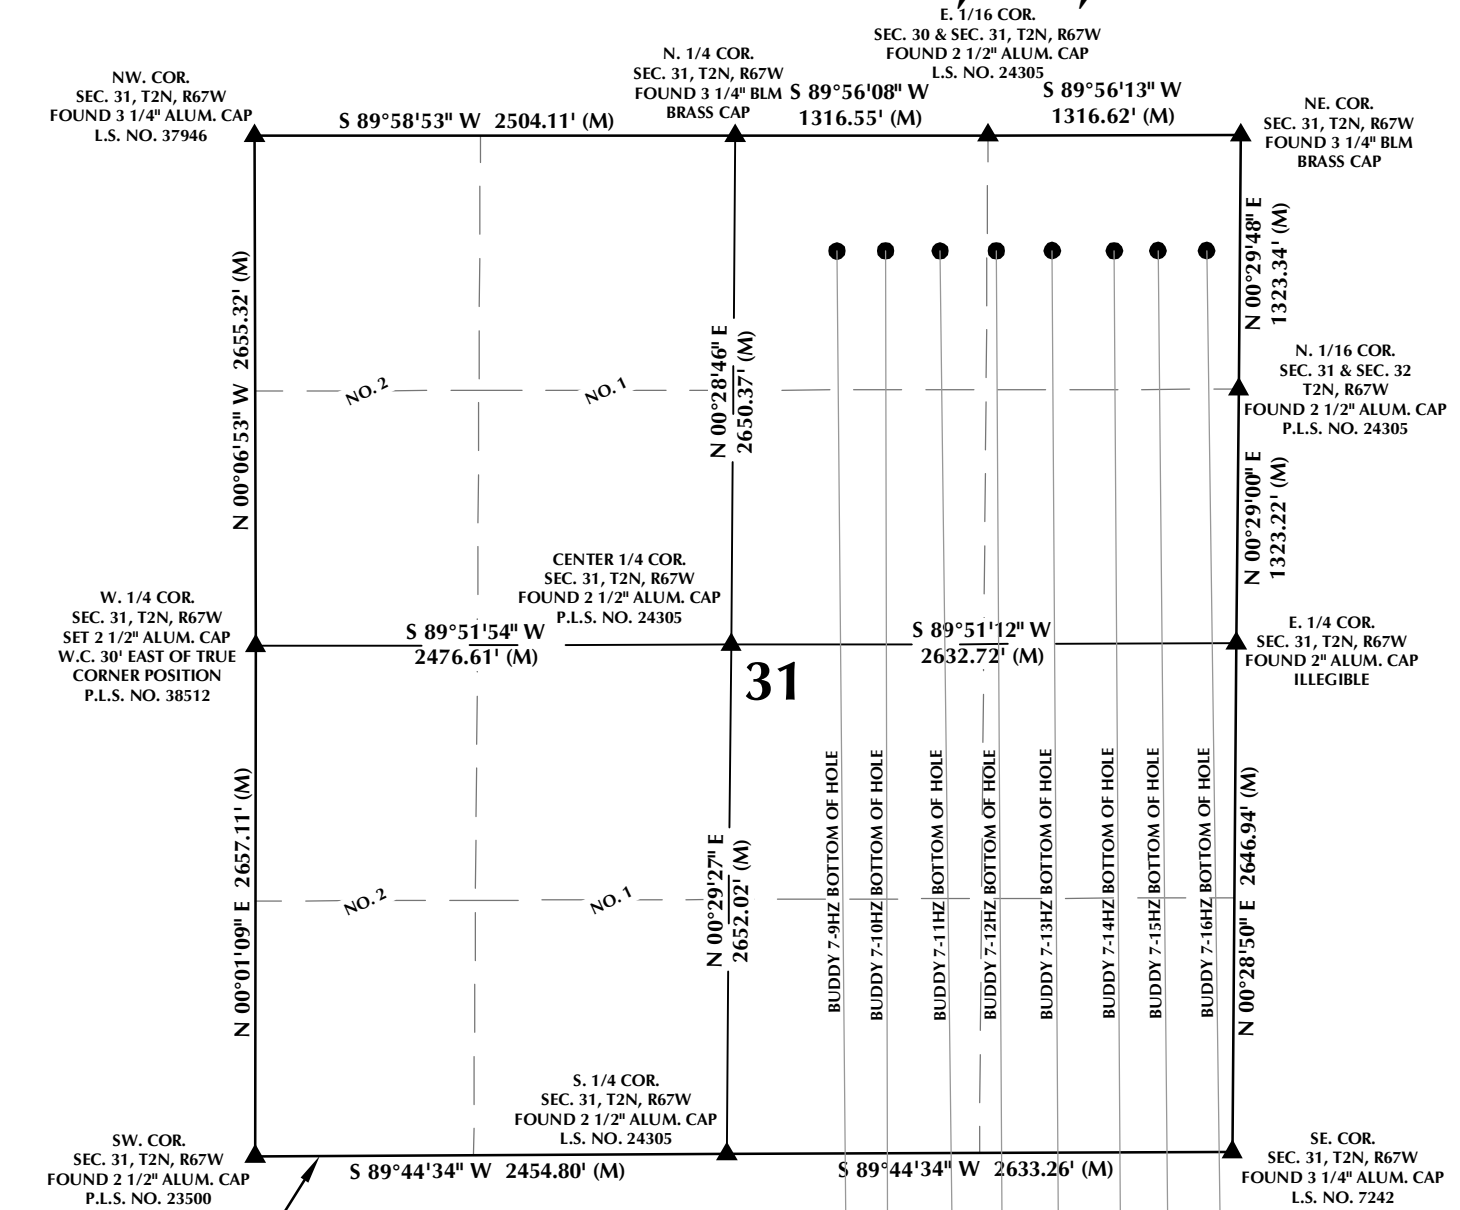 E. 1/16 COR.
SEC. 30 & SEC. 31, T2N, R67W
FOUND 2 1/2" ALUM. CAP
L.S. NO. 24305
N. 1/4 COR.
SEC. 31, T2N, R67W
FOUND 3 1/4" BLM
BRASS CAP
NW. COR.
SEC. 31, T2N, R67W
FOUND 3 1/4" ALUM. CAP
L.S. NO. 37946
S 89°58'53" W 2504.11' (M)
S 89°56'08" W
1316.55' (M)
S 89°56'13" W
1316.62' (M)
NE. COR.
SEC. 31, T2N, R67W
FOUND 3 1/4" BLM
BRASS CAP
N 00°29'48" E
1323.34' (M)
N 00°06'53" W 2655.32' (M)
N 00°28'46" E
2650.37' (M)
N. 1/16 COR.
SEC. 31 & SEC. 32
T2N, R67W
FOUND 2 1/2" ALUM. CAP
P.L.S. NO. 24305
NO. 2
NO. 1
N 00°29'00" E
1323.22' (M)
CENTER 1/4 COR.
SEC. 31, T2N, R67W
FOUND 2 1/2" ALUM. CAP
P.L.S. NO. 24305
W. 1/4 COR.
SEC. 31, T2N, R67W
SET 2 1/2" ALUM. CAP
W.C. 30' EAST OF TRUE
CORNER POSITION
P.L.S. NO. 38512
S 89°51'54" W
2476.61' (M)
S 89°51'12" W
2632.72' (M)
E. 1/4 COR.
SEC. 31, T2N, R67W
FOUND 2" ALUM. CAP
ILLEGIBLE
31
N 00°01'09" E 2657.11' (M)
NO. 2
NO. 1
N 00°29'27" E
2652.02' (M)
BUDDY 7-9HZ BOTTOM OF HOLE
BUDDY 7-10HZ BOTTOM OF HOLE
BUDDY 7-11HZ BOTTOM OF HOLE
BUDDY 7-12HZ BOTTOM OF HOLE
BUDDY 7-13HZ BOTTOM OF HOLE
BUDDY 7-14HZ BOTTOM OF HOLE
BUDDY 7-15HZ BOTTOM OF HOLE
BUDDY 7-16HZ BOTTOM OF HOLE
N 00°28'50" E 2646.94' (M)
S. 1/4 COR.
SEC. 31, T2N, R67W
FOUND 2 1/2" ALUM. CAP
L.S. NO. 24305
SW. COR.
SEC. 31, T2N, R67W
FOUND 2 1/2" ALUM. CAP
P.L.S. NO. 23500
S 89°44'34" W 2454.80' (M)
S 89°44'34" W 2633.26' (M)
SE. COR.
SEC. 31, T2N, R67W
FOUND 3 1/4" ALUM. CAP
L.S. NO. 7242